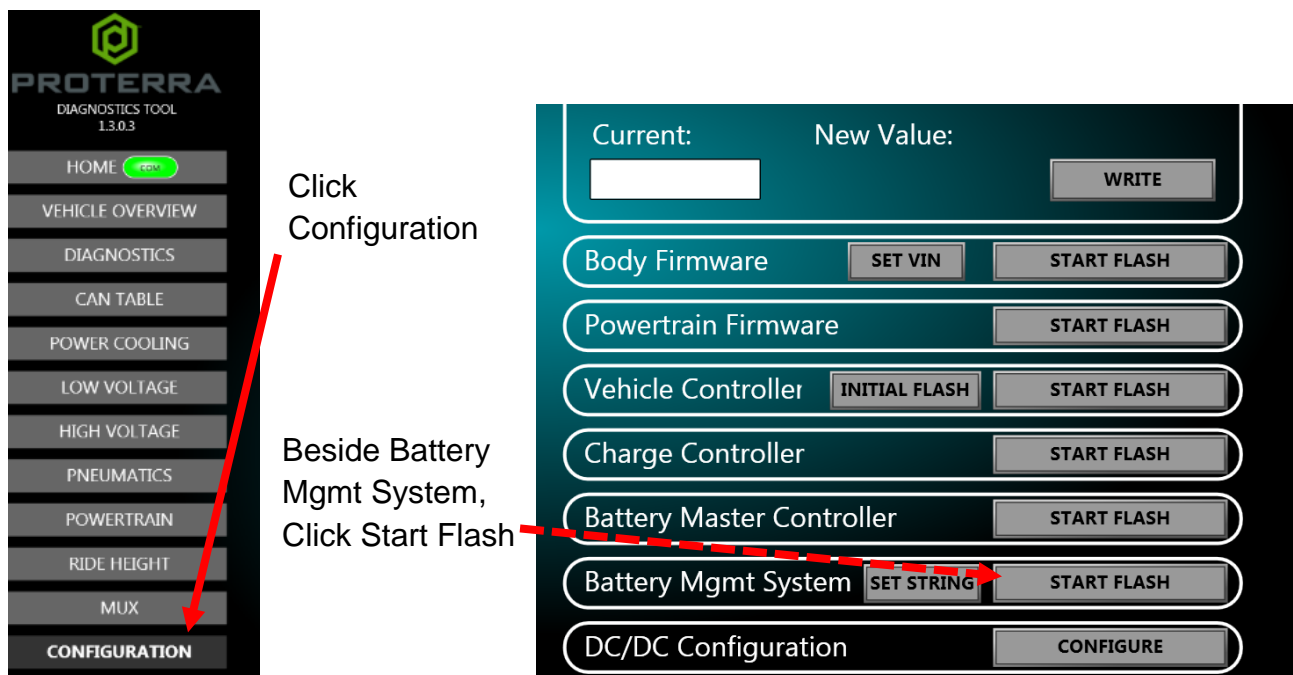 PROTERRA
DIAGNOSTICS TOOL
1.3.0.3
HOME COM
VEHICLE OVERVIEW
DIAGNOSTICS
CAN TABLE
POWER COOLING
LOW VOLTAGE
HIGH VOLTAGE
PNEUMATICS
POWERTRAIN
RIDE HEIGHT
MUX
CONFIGURATION
Click
Configuration
Beside Battery
Mgmt System,
Click Start Flash
Current: New Value:
WRITE
Body Firmware SET VIN START FLASH
Powertrain Firmware START FLASH
Vehicle Controller INITIAL FLASH START FLASH
Charge Controller START FLASH
Battery Master Controller START FLASH
Battery Mgmt System SET STRING START FLASH
DC/DC Configuration CONFIGURE